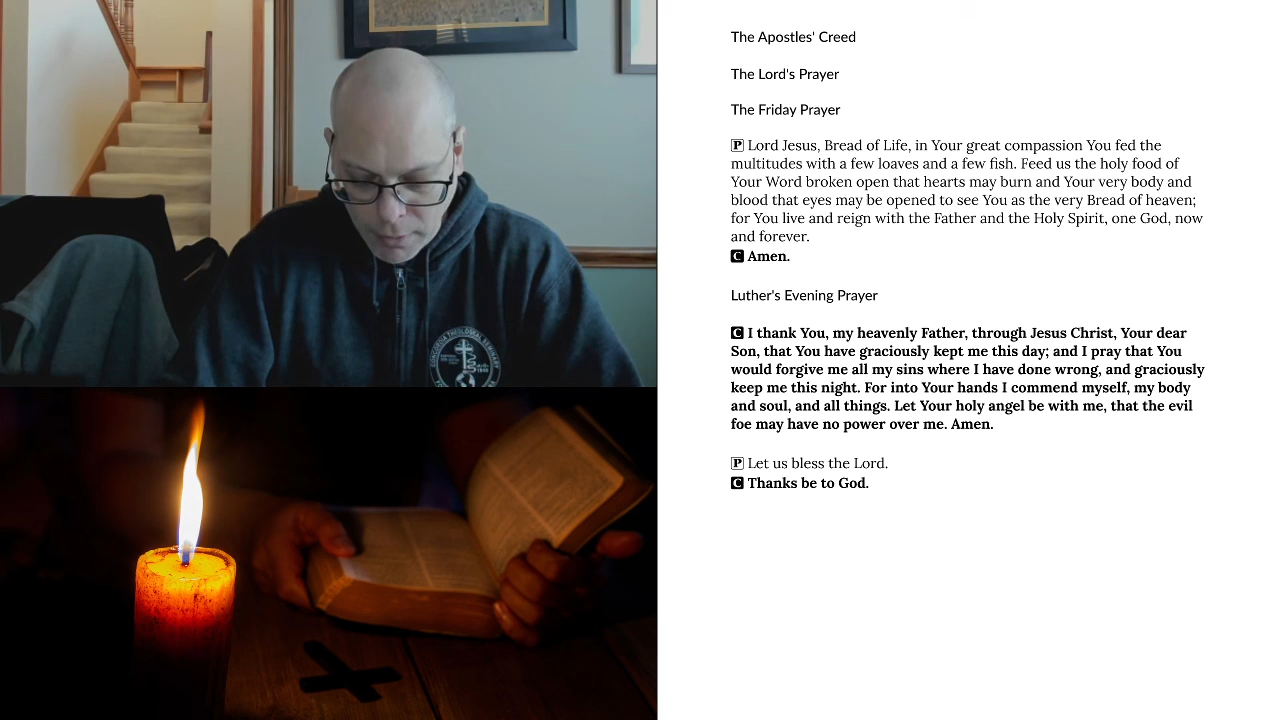 The Apostles' Creed
The Lord's Prayer
The Friday Prayer
P Lord Jesus, Bread of Life, in Your great compassion You fed the
multitudes with a few loaves and a few fish. Feed us the holy food of
Your Word broken open that hearts may burn and Your very body and
blood that eyes may be opened to see You as the very Bread of heaven;
for You live and reign with the Father and the Holy Spirit, one God, now
and forever.
C Amen.
Luther's Evening Prayer
C I thank You, my heavenly Father, through Jesus Christ, Your dear
Son, that You have graciously kept me this day; and I pray that You
would forgive me all my sins where I have done wrong, and graciously
keep me this night. For into Your hands I commend myself, my body
and soul, and all things. Let Your holy angel be with me, that the evil
foe may have no power over me. Amen.
P Let us bless the Lord.
C Thanks be to God.
CONCORDIA THEOLOGICAL SEMINARY